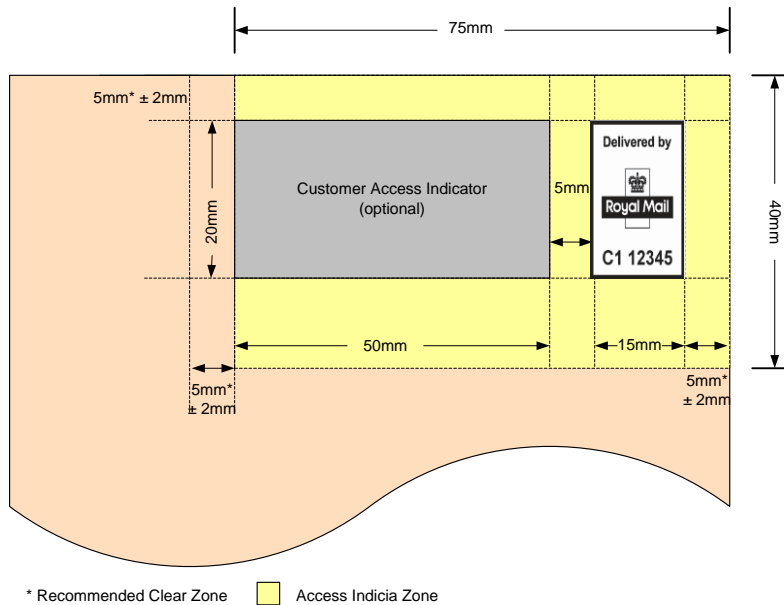 75mm
5mm* ± 2mm
Delivered by
Customer Access Indicator
(optional)
5mm
20mm
40mm
Royal Mail
C1 12345
50mm
15mm
5mm*
± 2mm
5mm*
± 2mm
* Recommended Clear Zone
Access Indicia Zone